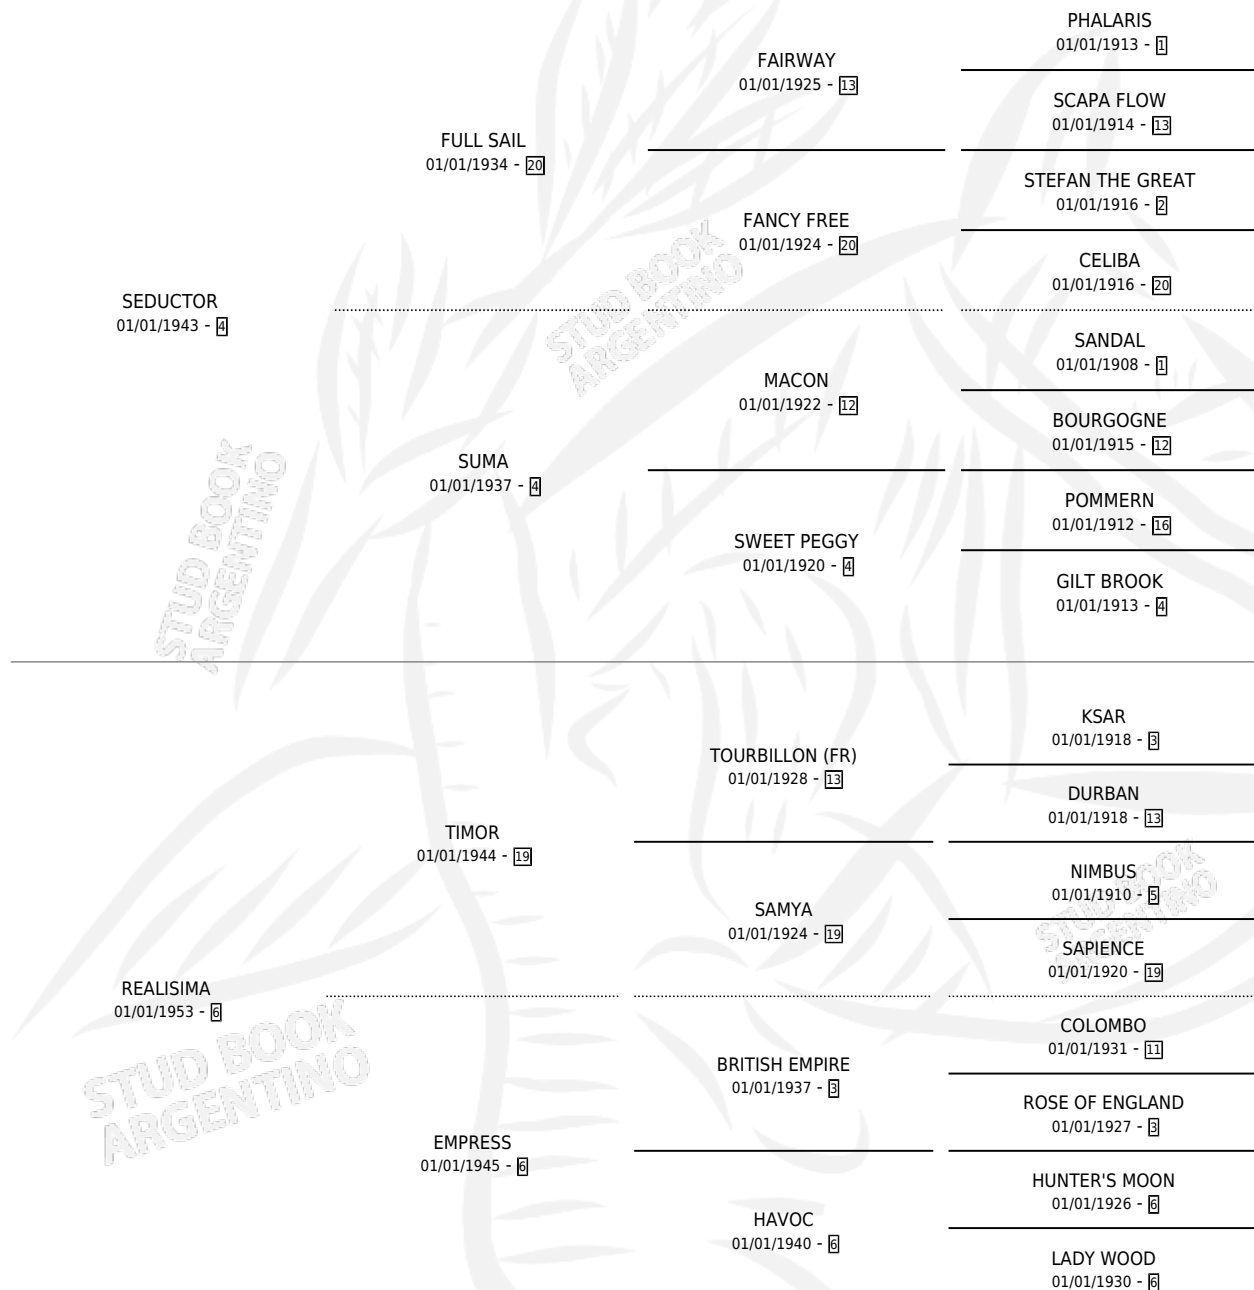 PHALARIS
01/01/1913 - 1
FAIRWAY
01/01/1925 - 13
SCAPA FLOW
01/01/1914 - 13
FULL SAIL
01/01/1934 - 20
STEFAN THE GREAT
01/01/1916 - 2
FANCY FREE
01/01/1924 - 20
CELIBA
01/01/1916 - 20
SEDUCTOR
01/01/1943 - 4
SANDAL
01/01/1908 - 1
MACON
01/01/1922 - 12
BOURGOGNE
01/01/1915 - 12
SUMA
01/01/1937 - 4
POMMERN
01/01/1912 - 16
SWEET PEGGY
01/01/1920 - 4
GILT BROOK
01/01/1913 - 4
KSAR
01/01/1918 - 3
TOURBILLON (FR)
01/01/1928 - 13
DURBAN
01/01/1918 - 13
TIMOR
01/01/1944 - 19
NIMBUS
01/01/1910 - 5
SAMYA
01/01/1924 - 19
SAPIENCE
01/01/1920 - 19
REALISIMA
01/01/1953 - 6
COLOMBO
01/01/1931 - 11
BRITISH EMPIRE
01/01/1937 - 3
ROSE OF ENGLAND
01/01/1927 - 3
EMPRESS
01/01/1945 - 6
HUNTER'S MOON
01/01/1926 - 6
HAVOC
01/01/1940 - 6
LADY WOOD
01/01/1930 - 6
STUD BOOK
ARGENTINO
STUD BOOK
ARGENTINO
STUD BOOK
ARGENTINO
STUD BOOK
ARGENTINO